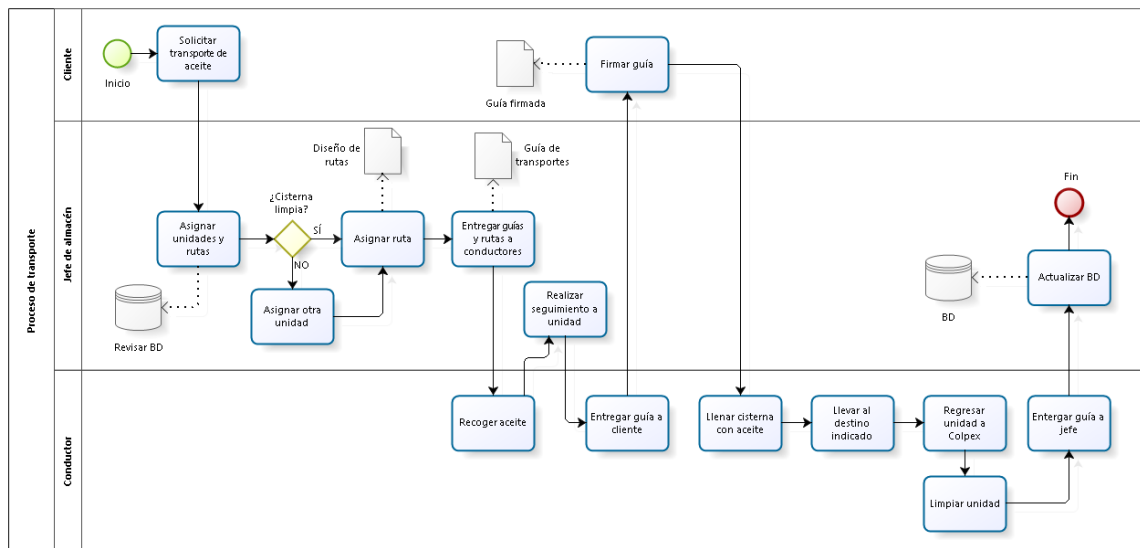 Proceso de transporte
Cliente
Inicio
Solicitar
transporte de
aceite
Guía firmada
Firmar guía
Jefe de almacén
Asignar
unidades y
rutas
Revisar BD
¿Cisterna
limpia?
SÍ
NO
Asignar otra
unidad
Diseño de
rutas
Asignar ruta
Guía de
transportes
Entregar guías
y rutas a
conductores
Realizar
seguimiento a
unidad
BD
Fin
Actualizar BD
Conductor
Recoger aceite
Entregar guía a
cliente
Llenar cisterna
con aceite
Llevar al
destino
indicado
Regresar
unidad a
Colpex
Limpiar unidad
Entergar guía a
jefe